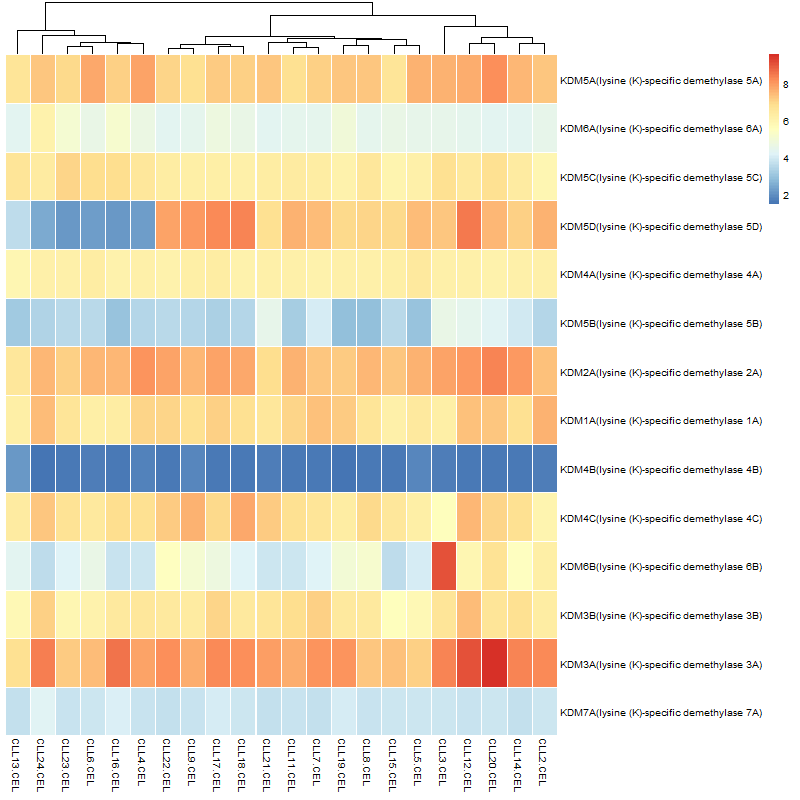 KDM5A(lysine (K)-specific demethylase 5A)
KDM6A(lysine (K)-specific demethylase 6A)
KDM5C(lysine (K)-specific demethylase 5C)
KDM5D(lysine (K)-specific demethylase 5D)
KDM4A(lysine (K)-specific demethylase 4A)
KDM5B(lysine (K)-specific demethylase 5B)
KDM2A(lysine (K)-specific demethylase 2A)
KDM1A(lysine (K)-specific demethylase 1A)
KDM4B(lysine (K)-specific demethylase 4B)
KDM4C(lysine (K)-specific demethylase 4C)
KDM6B(lysine (K)-specific demethylase 6B)
KDM3B(lysine (K)-specific demethylase 3B)
KDM3A(lysine (K)-specific demethylase 3A)
KDM7A(lysine (K)-specific demethylase 7A)
8
6
4
2
CLL13.CEL
CLL24.CEL
CLL23.CEL
CLL6.CEL
CLL16.CEL
CLL4.CEL
CLL22.CEL
CLL9.CEL
CLL17.CEL
CLL18.CEL
CLL21.CEL
CLL11.CEL
CLL7.CEL
CLL19.CEL
CLL8.CEL
CLL15.CEL
CLL5.CEL
CLL3.CEL
CLL12.CEL
CLL20.CEL
CLL14.CEL
CLL2.CEL